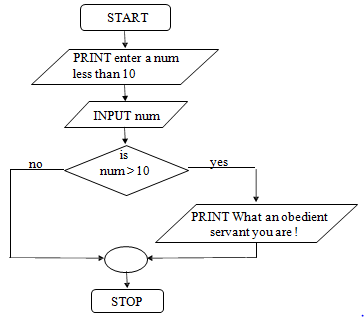 START
PRINT enter a num
less than 10
INPUT num
is
num > 10
no
yes
PRINT What an obedient
servant you are !
STOP